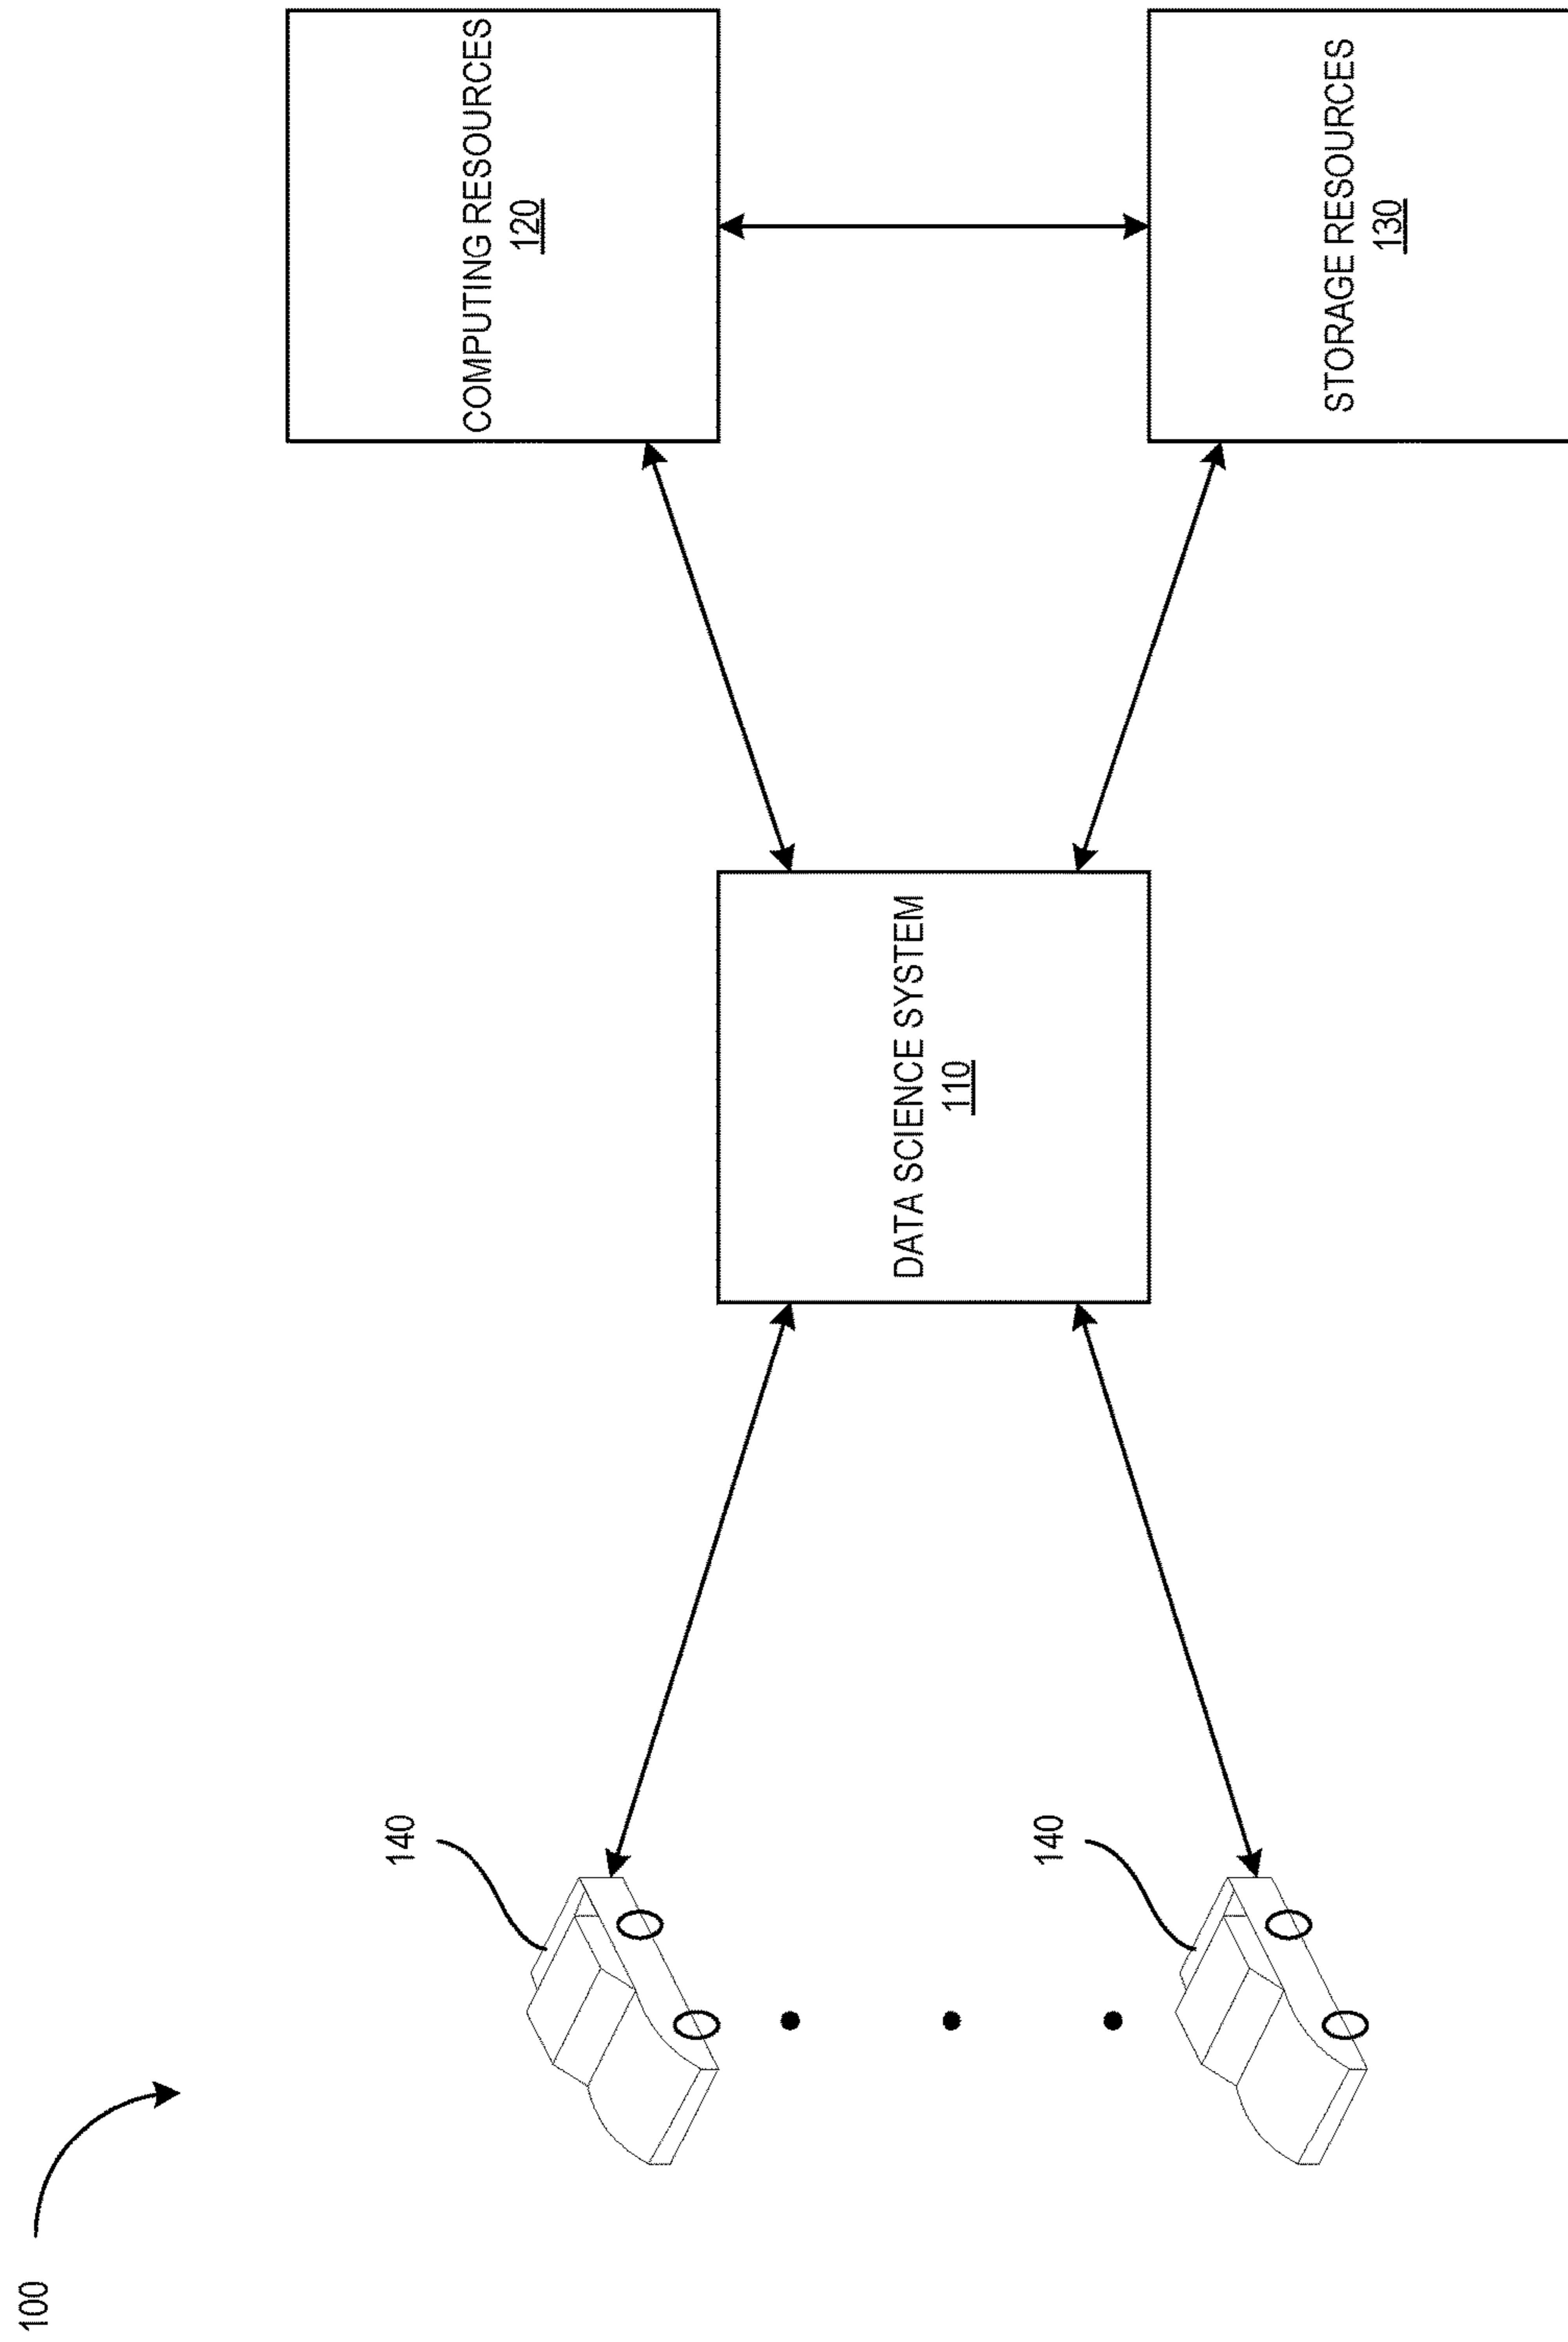 100
140
140
DATA SCIENCE SYSTEM
110
COMPUTING RESOURCES
120
STORAGE RESOURCES
130